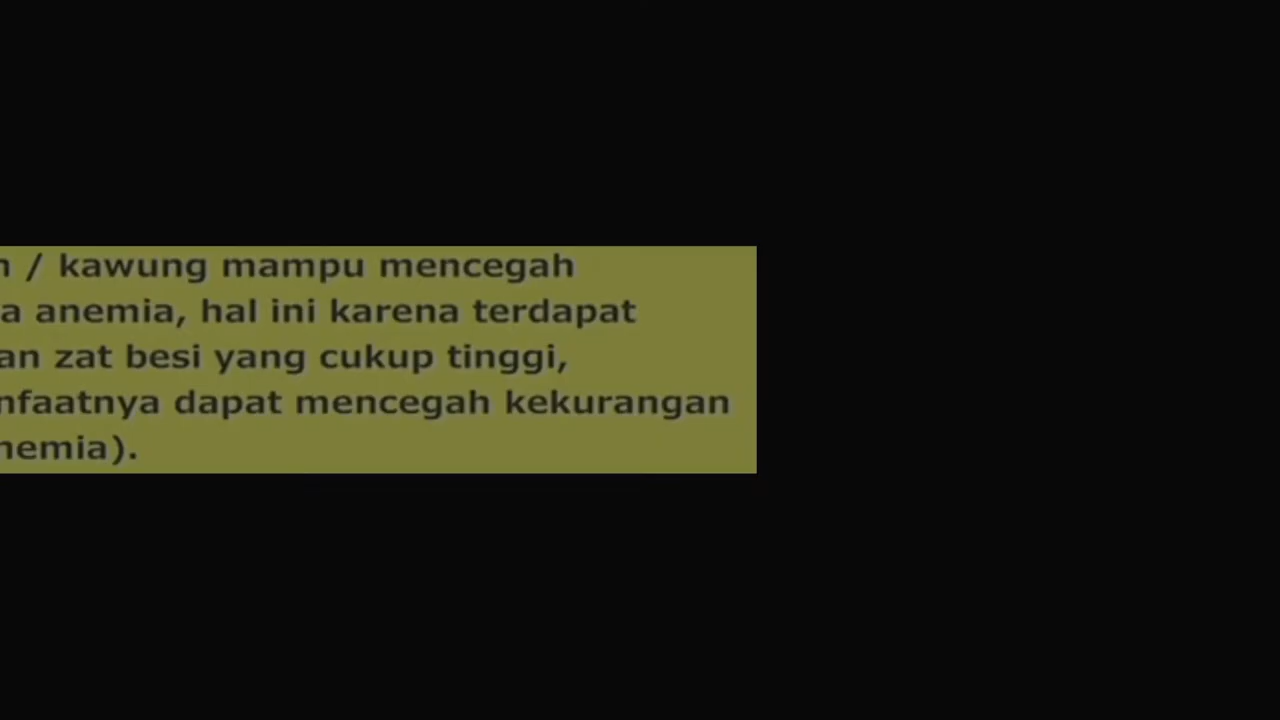 n / kawung mampu mencegah
a anemia, hal ini karena terdapat
an zat besi yang cukup tinggi,
nfaatnya dapat mencegah kekurangan
nemia).